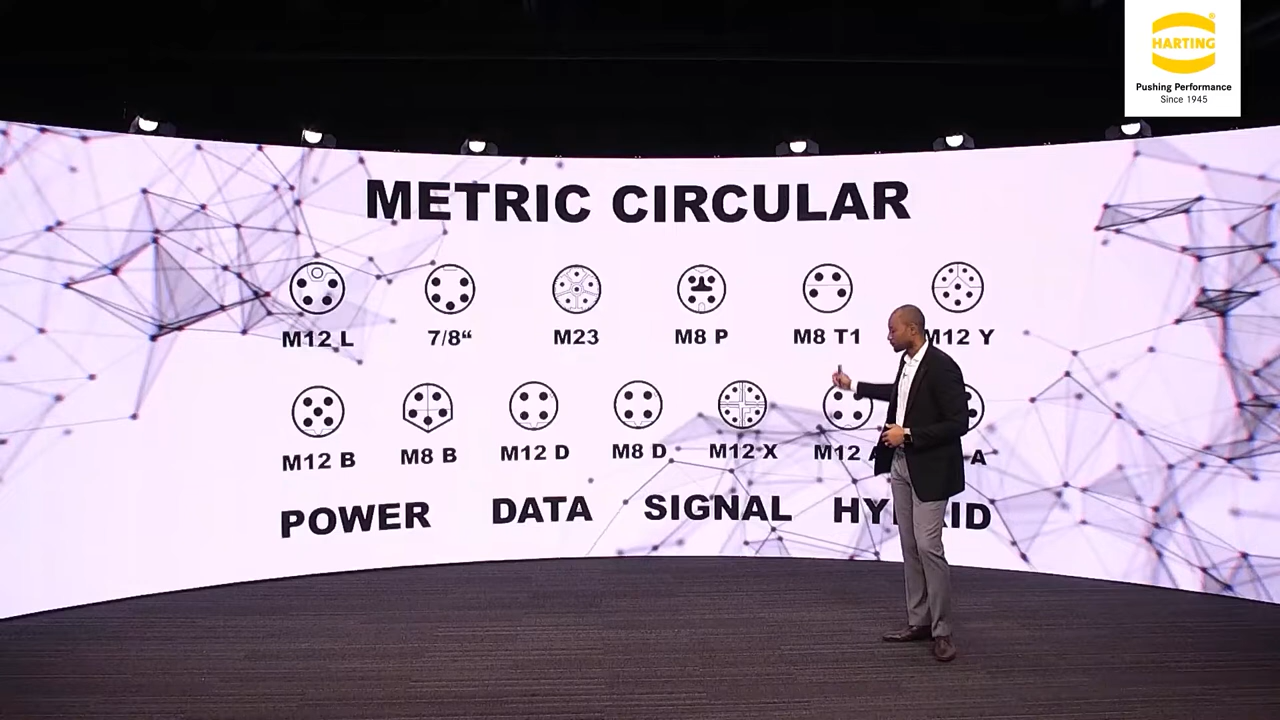 HARTING
Pushing Performance
Since 1945
METRIC CIRCULAR
M12 L 7/8“ M23 M8 P M8 T1 M12 Y
M12 B M8 B M12 D M8 D M12 X M12 A
POWER DATA SIGNAL